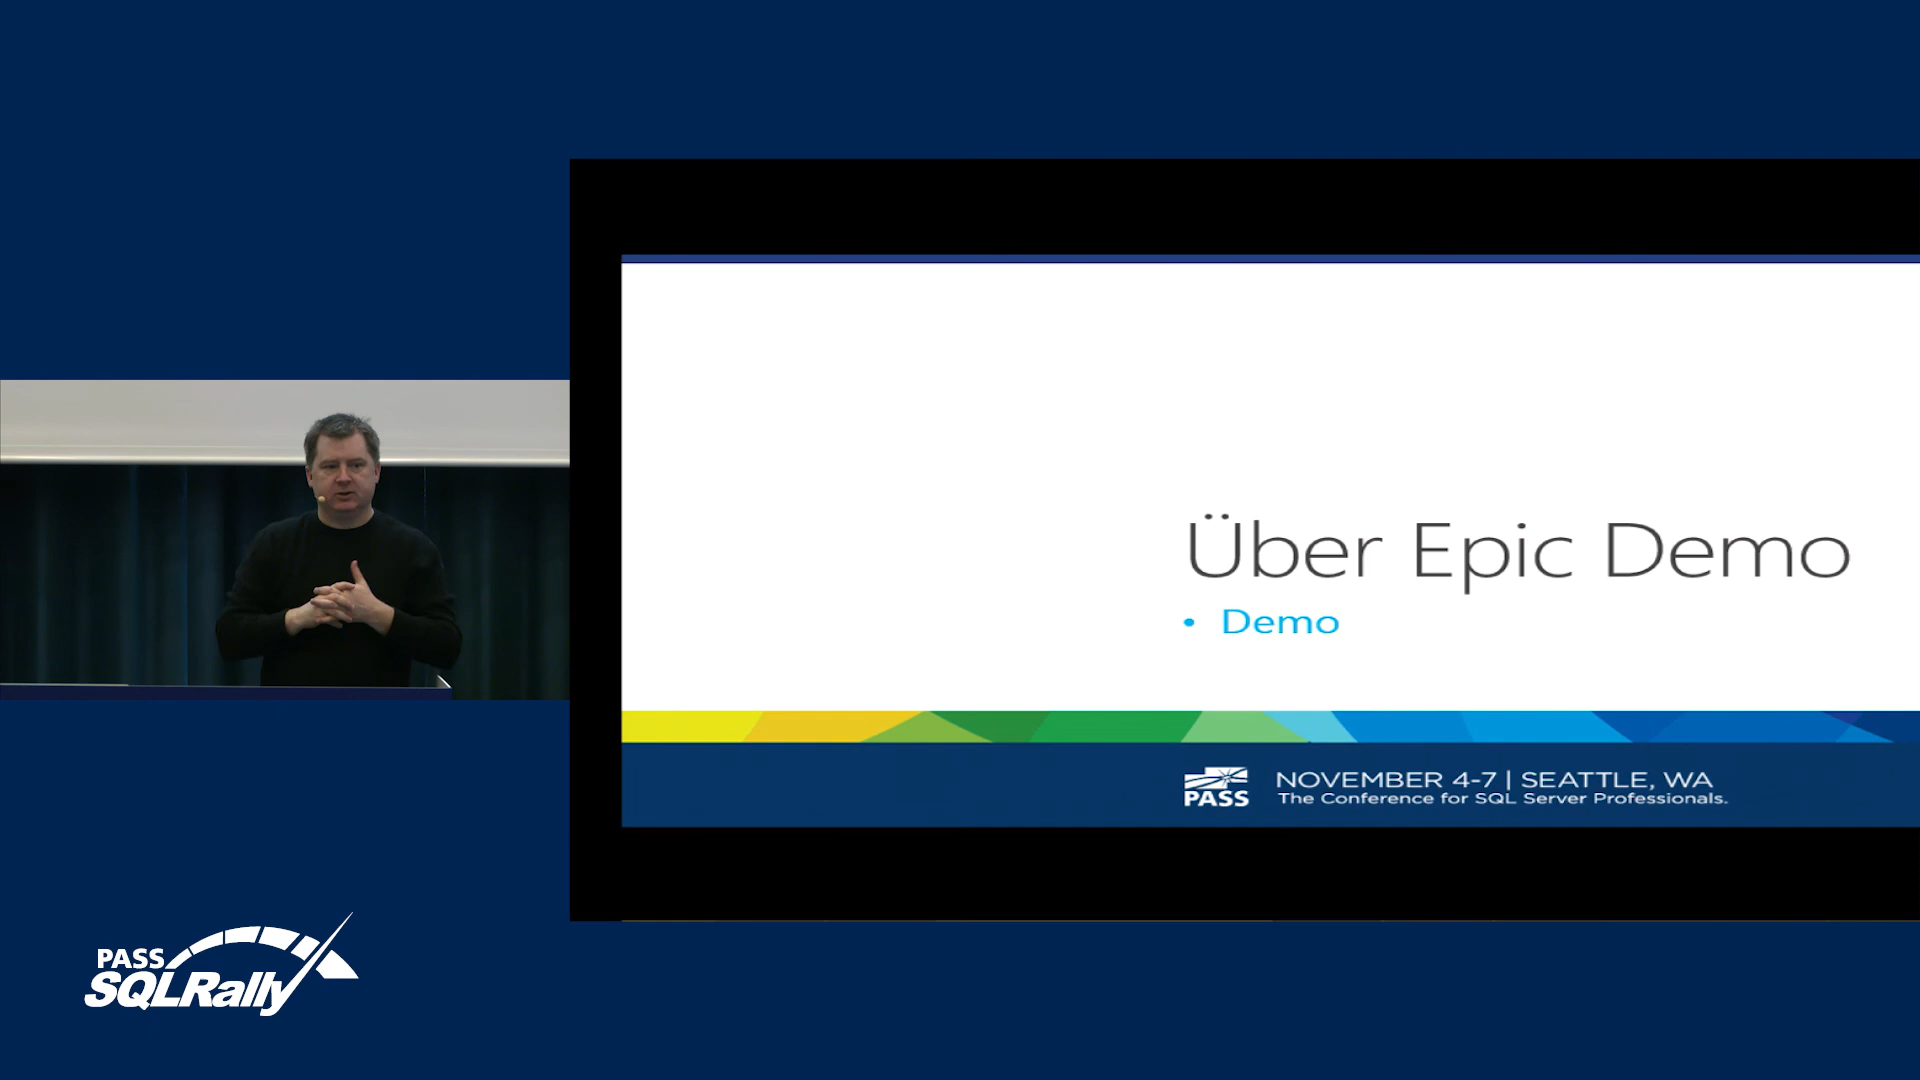 Über Epic Demo
• Demo
PASS
NOVEMBER 4-7 | SEATTLE, WA
The Conference for SQL Server Professionals.
PASS
SQLRally